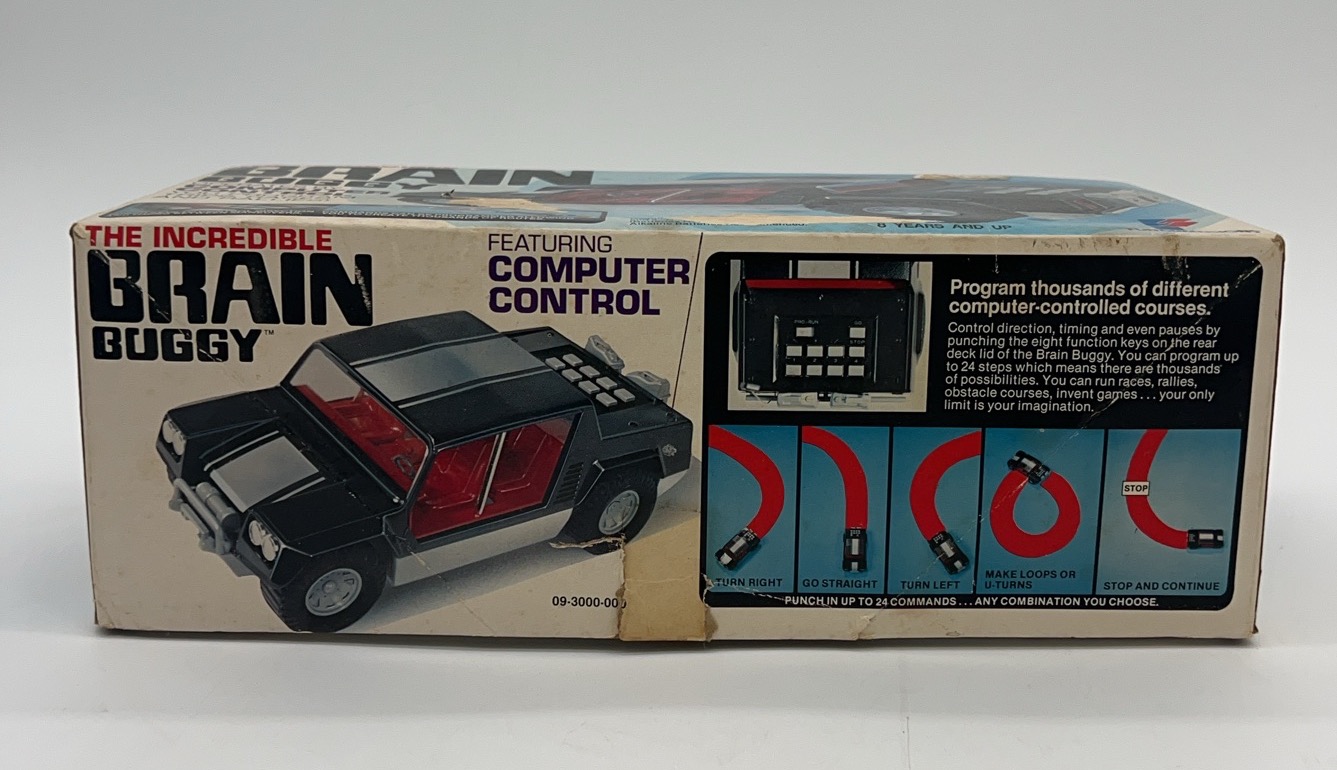 BRAIN
BUGGY
8 YEARS AND UP
THE INCREDIBLE
BRAIN
BUGGY™
FEATURING
COMPUTER
CONTROL
09-3000-00
PRO RUN
GO
STOP
Program thousands of different
computer-controlled courses.
Control direction, timing and even pauses by
punching the eight function keys on the rear
deck lid of the Brain Buggy. You can program up
to 24 steps which means there are thousands
of possibilities. You can run races, rallies,
obstacle courses, invent games...your only
limit is your imagination.
STOP
TURN RIGHT
GO STRAIGHT
TURN LEFT
MAKE LOOPS OR
U-TURNS
STOP AND CONTINUE
PUNCH IN UP TO 24 COMMANDS...ANY COMBINATION YOU CHOOSE.